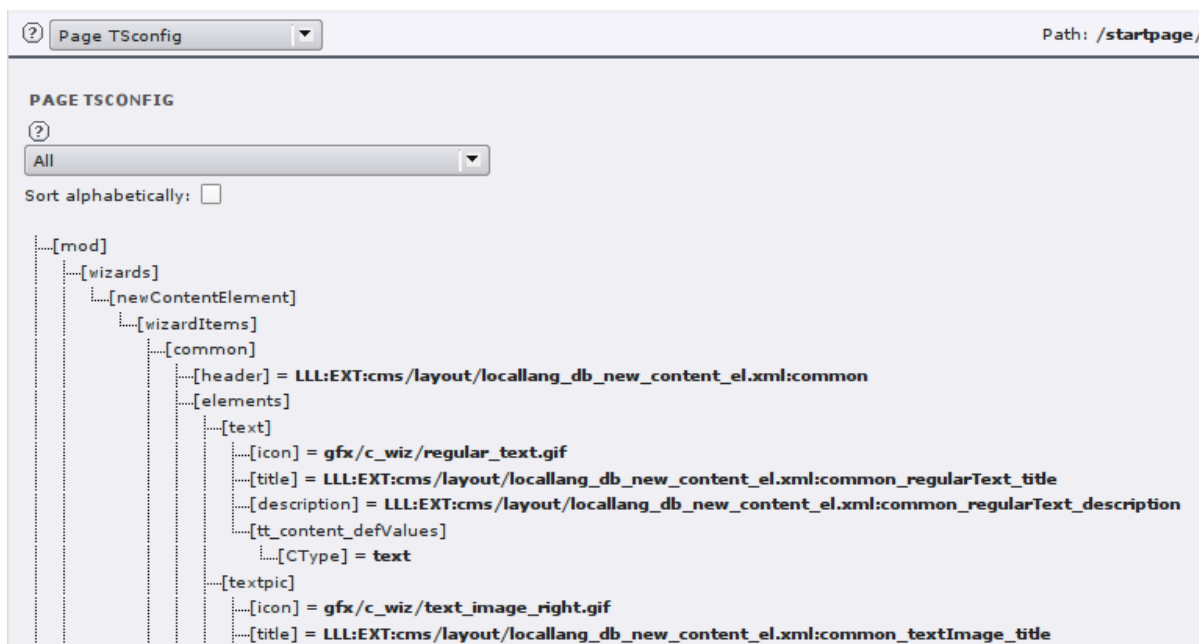 ? Page TSconfig Path: /startpage/
PAGE TSCONFIG
?
All
Sort alphabetically:
[mod]
[wizards]
[newContentElement]
[wizardItems]
[common]
[header] = LLL:EXT:cms/layout/locallang_db_new_content_el.xml:common
[elements]
[text]
[icon] = gfx/c_wiz/regular_text.gif
[title] = LLL:EXT:cms/layout/locallang_db_new_content_el.xml:common_regularText_title
[description] = LLL:EXT:cms/layout/locallang_db_new_content_el.xml:common_regularText_description
[tt_content_defValues]
[CType] = text
[textpic]
[icon] = gfx/c_wiz/text_image_right.gif
[title] = LLL:EXT:cms/layout/locallang_db_new_content_el.xml:common_textImage_title